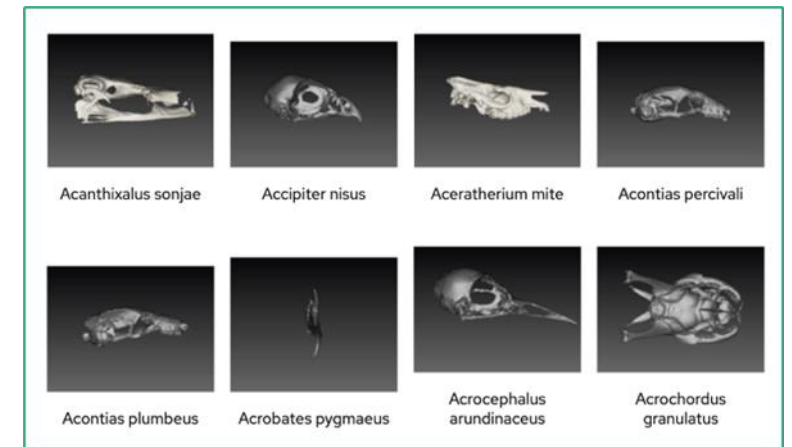 Acanthixalus sonjae
Accipiter nisus
Aceratherium mite
Acontias percivali
Acontias plumbeus
Acrobates pygmaeus
Acrocephalus
arundinaceus
Acrochordus
granulatus